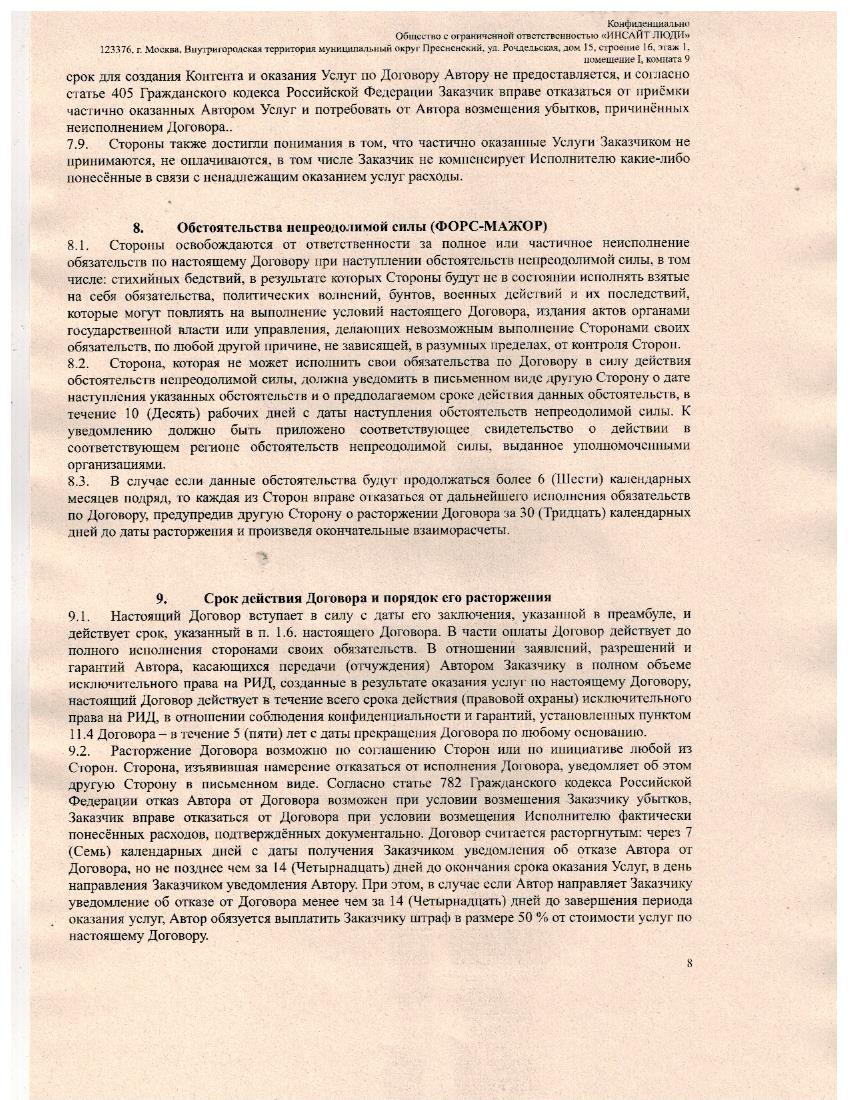 Конфиденциально
Общество с ограниченной ответственностью «ИНСАЙТ ЛЮДИ»
123376, г. Москва, Внутригородская территория муниципальный округ Пресненский, ул. Рочдельская, дом 15, строение 16, этаж 1,
помещение I, комната 9
срок для создания Контента и оказания Услуг по Договору Автору не предоставляется, и согласно
статье 405 Гражданского кодекса Российской Федерации Заказчик вправе отказаться от приёмки
частично оказанных Автором Услуг и потребовать от Автора возмещения убытков, причинённых
неисполнением Договора..
7.9. Стороны также достигли понимания в том, что частично оказанные Услуги Заказчиком не
принимаются, не оплачиваются, в том числе Заказчик не компенсирует Исполнителю какие-либо
понесённые в связи с ненадлежащим оказанием услуг расходы.
8. Обстоятельства непреодолимой силы (ФОРС-МАЖОР)
8.1. Стороны освобождаются от ответственности за полное или частичное неисполнение
обязательств по настоящему Договору при наступлении обстоятельств непреодолимой силы, в том
числе: стихийных бедствий, в результате которых Стороны будут не в состоянии исполнять взятые
на себя обязательства, политических волнений, бунтов, военных действий и их последствий,
которые могут повлиять на выполнение условий настоящего Договора, издания актов органами
государственной власти или управления, делающих невозможным выполнение Сторонами своих
обязательств, по любой другой причине, не зависящей, в разумных пределах, от контроля Сторон.
8.2. Сторона, которая не может исполнить свои обязательства по Договору в силу действия
обстоятельств непреодолимой силы, должна уведомить в письменном виде другую Сторону о дате
наступления указанных обстоятельств и о предполагаемом сроке действия данных обстоятельств, в
течение 10 (Десять) рабочих дней с даты наступления обстоятельств непреодолимой силы. К
уведомлению должно быть приложено соответствующее свидетельство о действии в
соответствующем регионе обстоятельств непреодолимой силы, выданное уполномоченными
организациями.
8.3. В случае если данные обстоятельства будут продолжаться более 6 (Шести) календарных
месяцев подряд, то каждая из Сторон вправе отказаться от дальнейшего исполнения обязательств
по Договору, предупредив другую Сторону о расторжении Договора за 30 (Тридцать) календарных
дней до даты расторжения и произведя окончательные взаиморасчеты.
9. Срок действия Договора и порядок его расторжения
9.1. Настоящий Договор вступает в силу с даты его заключения, указанной в преамбуле, и
действует срок, указанный в п. 1.6. настоящего Договора. В части оплаты Договор действует до
полного исполнения сторонами своих обязательств. В отношении заявлений, разрешений и
гарантий Автора, касающихся передачи (отчуждения) Автором Заказчику в полном объеме
исключительного права на РИД, созданные в результате оказания услуг по настоящему Договору,
настоящий Договор действует в течение всего срока действия (правовой охраны) исключительного
права на РИД, в отношении соблюдения конфиденциальности и гарантий, установленных пунктом
11.4 Договора – в течение 5 (пяти) лет с даты прекращения Договора по любому основанию.
9.2. Расторжение Договора возможно по соглашению Сторон или по инициативе любой из
Сторон. Сторона, изъявившая намерение отказаться от исполнения Договора, уведомляет об этом
другую Сторону в письменном виде. Согласно статье 782 Гражданского кодекса Российской
Федерации отказ Автора от Договора возможен при условии возмещения Заказчику убытков,
Заказчик вправе отказаться от Договора при условии возмещения Исполнителю фактически
понесённых расходов, подтверждённых документально. Договор считается расторгнутым: через 7
(Семь) календарных дней с даты получения Заказчиком уведомления об отказе Автора от
Договора, но не позднее чем за 14 (Четырнадцать) дней до окончания срока оказания Услуг, в день
направления Заказчиком уведомления Автору. При этом, в случае если Автор направляет Заказчику
уведомление об отказе от Договора менее чем за 14 (Четырнадцать) дней до завершения периода
оказания услуг, Автор обязуется выплатить Заказчику штраф в размере 50 % от стоимости услуг по
настоящему Договору.
8